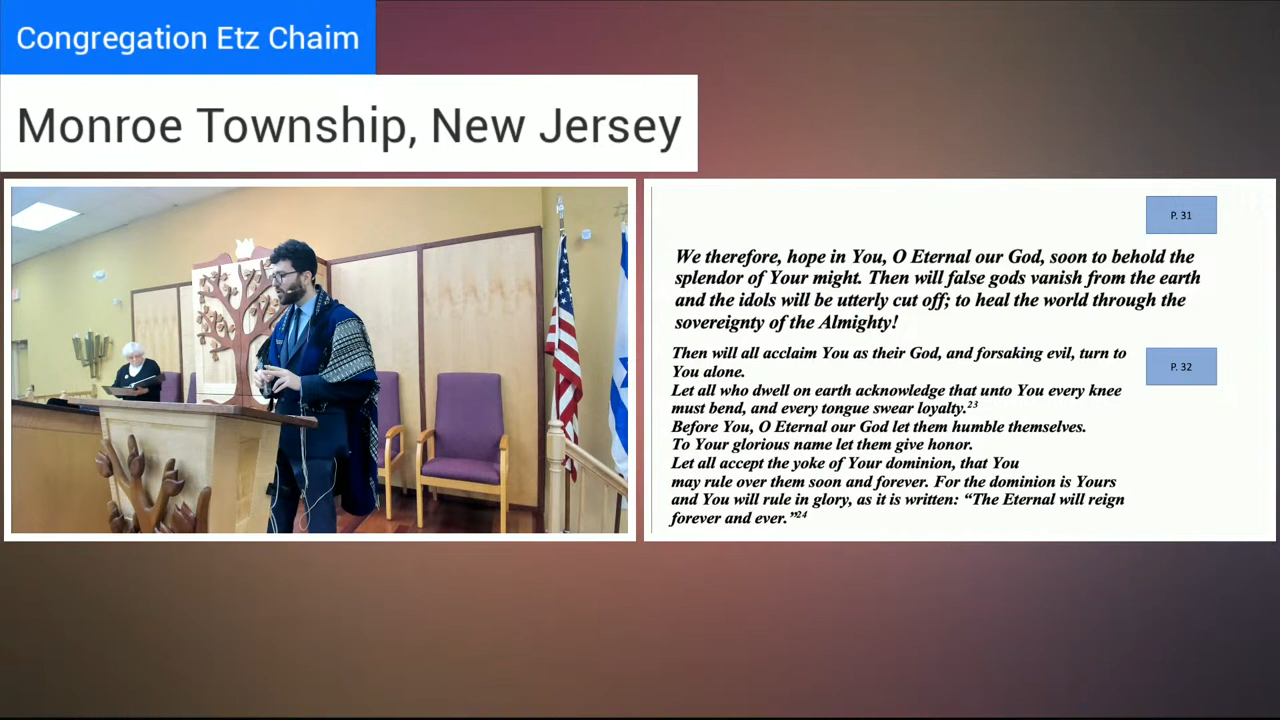 Congregation Etz Chaim
Monroe Township, New Jersey
P. 31
We therefore, hope in You, O Eternal our God, soon to behold the
splendor of Your might. Then will false gods vanish from the earth
and the idols will be utterly cut off; to heal the world through the
sovereignty of the Almighty!
Then will all acclaim You as their God, and forsaking evil, turn to
You alone.
P. 32
Let all who dwell on earth acknowledge that unto You every knee
must bend, and every tongue swear loyalty.23
Before You, O Eternal our God let them humble themselves.
To Your glorious name let them give honor.
Let all accept the yoke of Your dominion, that You
may rule over them soon and forever. For the dominion is Yours
and You will rule in glory, as it is written: “The Eternal will reign
forever and ever.”24